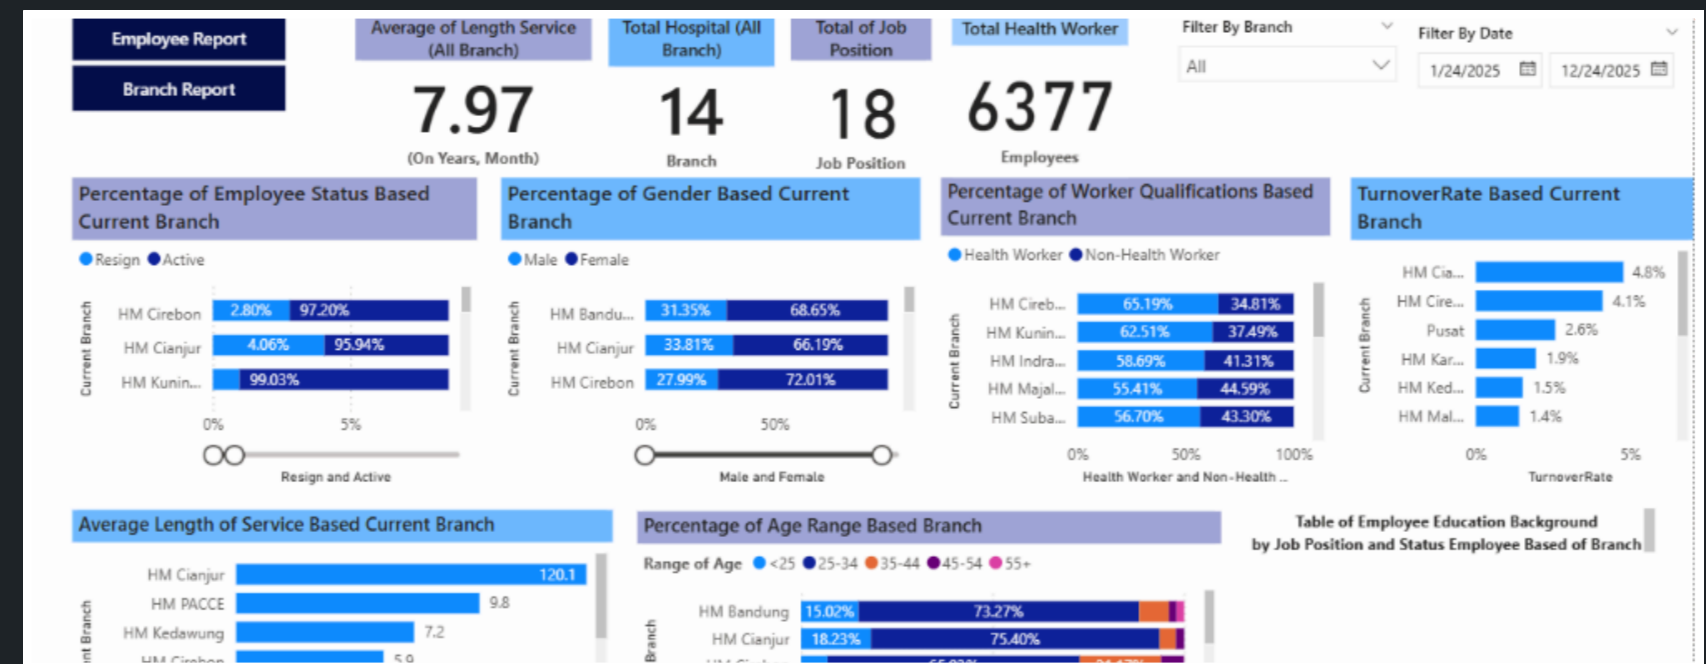 Employee Report
Branch Report
Average of Length Service
(All Branch)
7.97
(On Years, Month)
Total Hospital (All
Branch)
14
Branch
Total of Job
Position
18
Job Position
Total Health Worker
6377
Employees
Filter By Branch
All
Filter By Date
1/24/2025
12/24/2025
Percentage of Employee Status Based
Current Branch
Resign Active
Current Branch
HM Cirebon 2.80% 97.20%
HM Cianjur 4.06% 95.94%
HM Kunin... 99.03%
0% 5%
Resign and Active
Percentage of Gender Based Current
Branch
Male Female
Current Branch
HM Bandu... 31.35% 68.65%
HM Cianjur 33.81% 66.19%
HM Cirebon 27.99% 72.01%
0% 50%
Male and Female
Percentage of Worker Qualifications Based
Current Branch
Health Worker Non-Health Worker
Current Branch
HM Cireb... 65.19% 34.81%
HM Kunin... 62.51% 37.49%
HM Indra... 58.69% 41.31%
HM Majal... 55.41% 44.59%
HM Suba... 56.70% 43.30%
0% 50% 100%
Health Worker and Non-Health ...
TurnoverRate Based Current
Branch
Current Branch
HM Cia... 4.8%
HM Cire... 4.1%
Pusat 2.6%
HM Kar... 1.9%
HM Ked... 1.5%
HM Mal... 1.4%
0% 5%
TurnoverRate
Average Length of Service Based Current Branch
nt Branch
HM Cianjur 120.1
HM PACCE 9.8
HM Kedawung 7.2
HM Cirebon 5.9
Percentage of Age Range Based Branch
Range of Age <25 25-34 35-44 45-54 55+
Branch
HM Bandung 15.02% 73.27%
HM Cianjur 18.23% 75.40%
Table of Employee Education Background
by Job Position and Status Employee Based of Branch